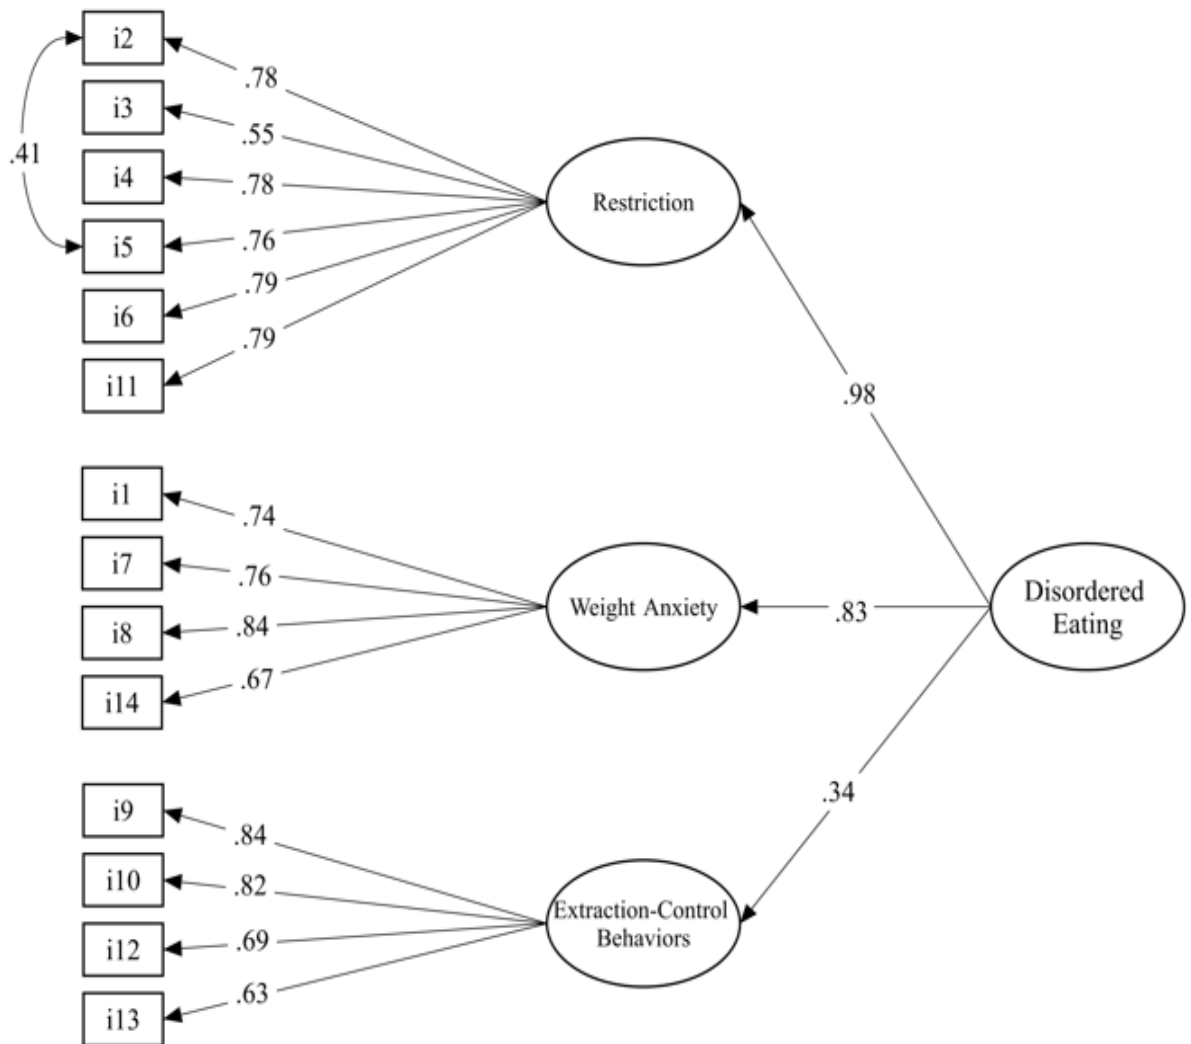 i2
.78
i3
.55
.41
i4
.78
Restriction
i5
.76
i6
.79
i11
.79
.98
i1
.74
i7
.76
i8
.84
Weight Anxiety
.83
Disordered
Eating
i14
.67
i9
.84
.34
i10
.82
Extraction-Control
Behaviors
i12
.69
i13
.63